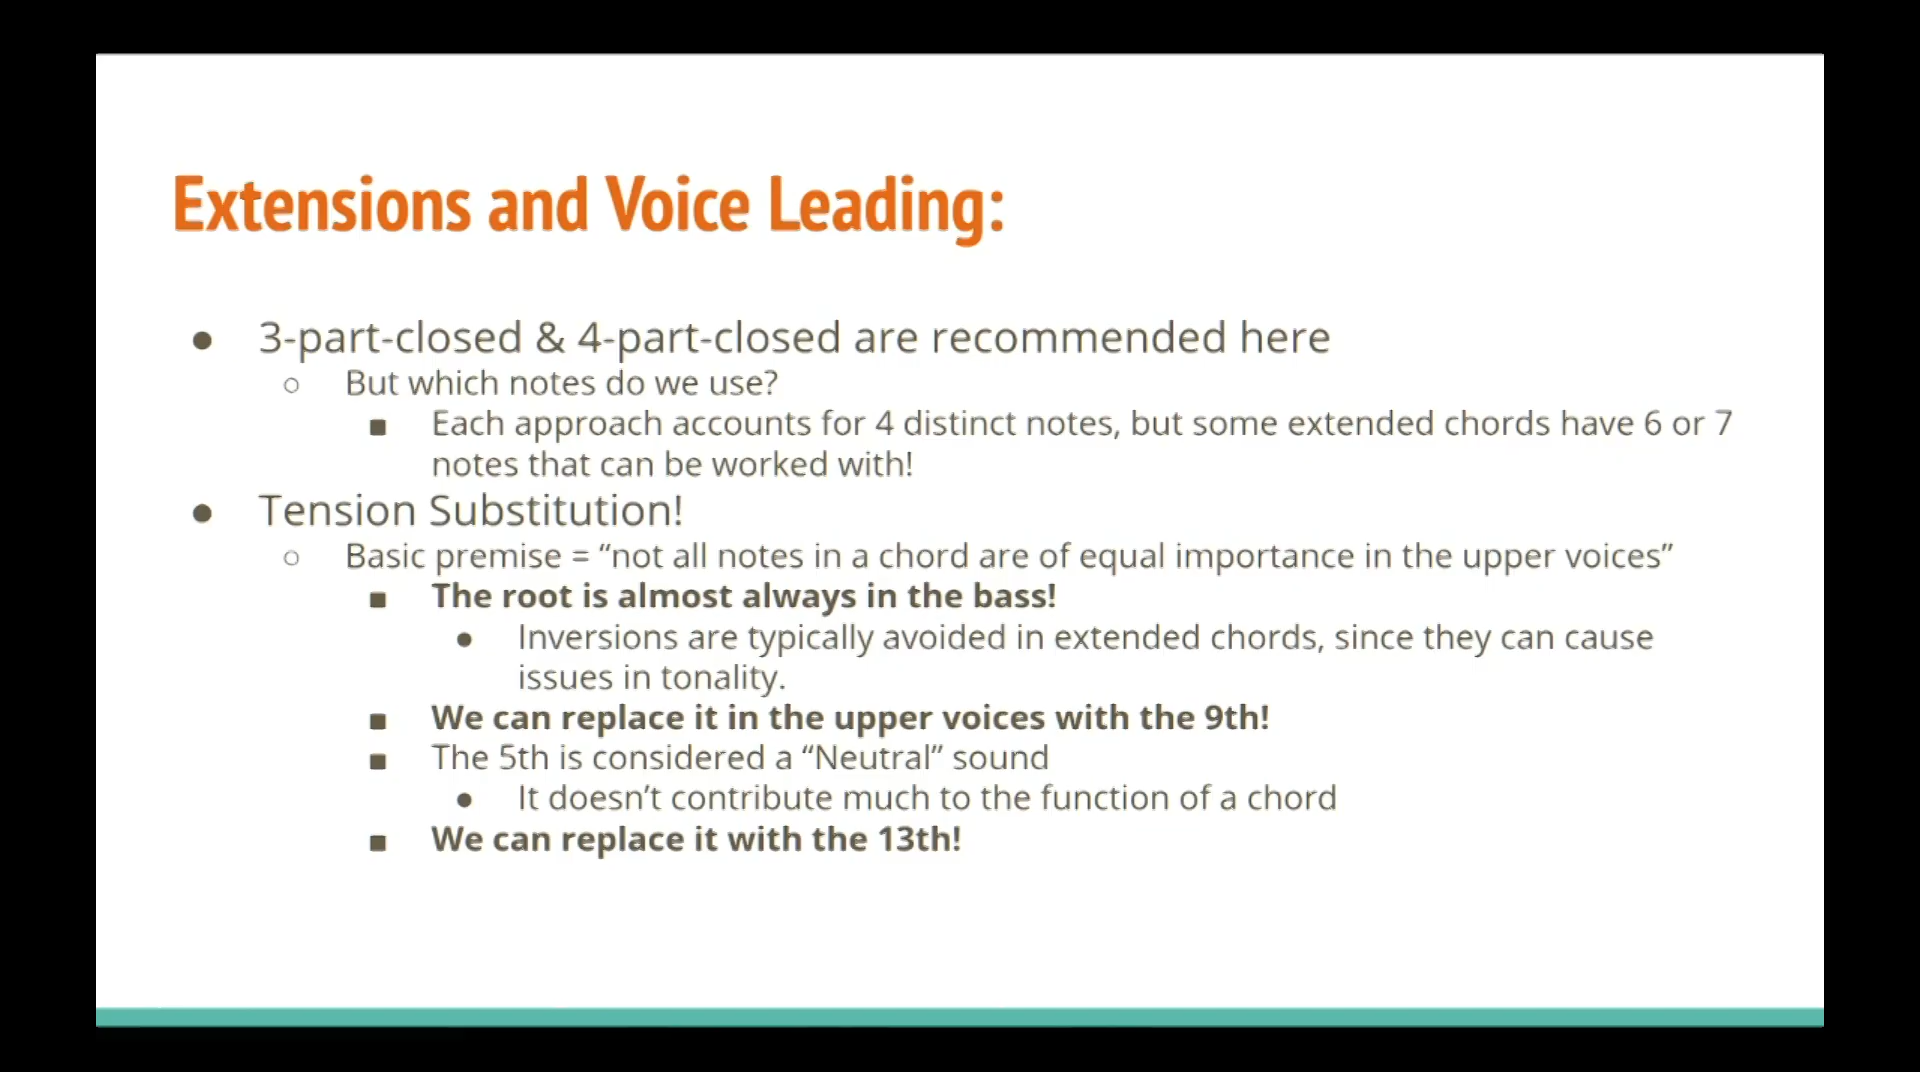 Extensions and Voice Leading:
● 3-part-closed & 4-part-closed are recommended here
○ But which notes do we use?
■ Each approach accounts for 4 distinct notes, but some extended chords have 6 or 7
notes that can be worked with!
● Tension Substitution!
○ Basic premise = “not all notes in a chord are of equal importance in the upper voices”
■ The root is almost always in the bass!
● Inversions are typically avoided in extended chords, since they can cause
issues in tonality.
■ We can replace it in the upper voices with the 9th!
■ The 5th is considered a “Neutral” sound
● It doesn’t contribute much to the function of a chord
■ We can replace it with the 13th!